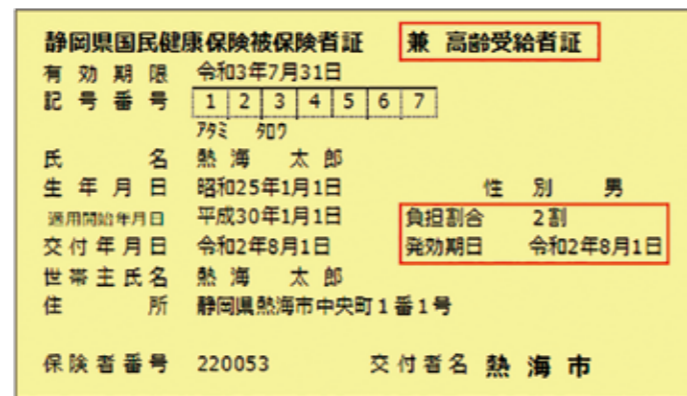 静岡県国民健康保険被保険者証 兼 高齢受給者証
有効期限 令和3年7月31日
記号番号 1 2 3 4 5 6 7
アタミ タロウ
氏名 熱海 太郎
生年月日 昭和25年1月1日 性別 男
適用開始年月日 平成30年1月1日 負担割合 2割
交付年月日 令和2年8月1日 発効期日 令和2年8月1日
世帯主氏名 熱海 太郎
住所 静岡県熱海市中央町1番1号
保険者番号 220053 交付者名 熱海市